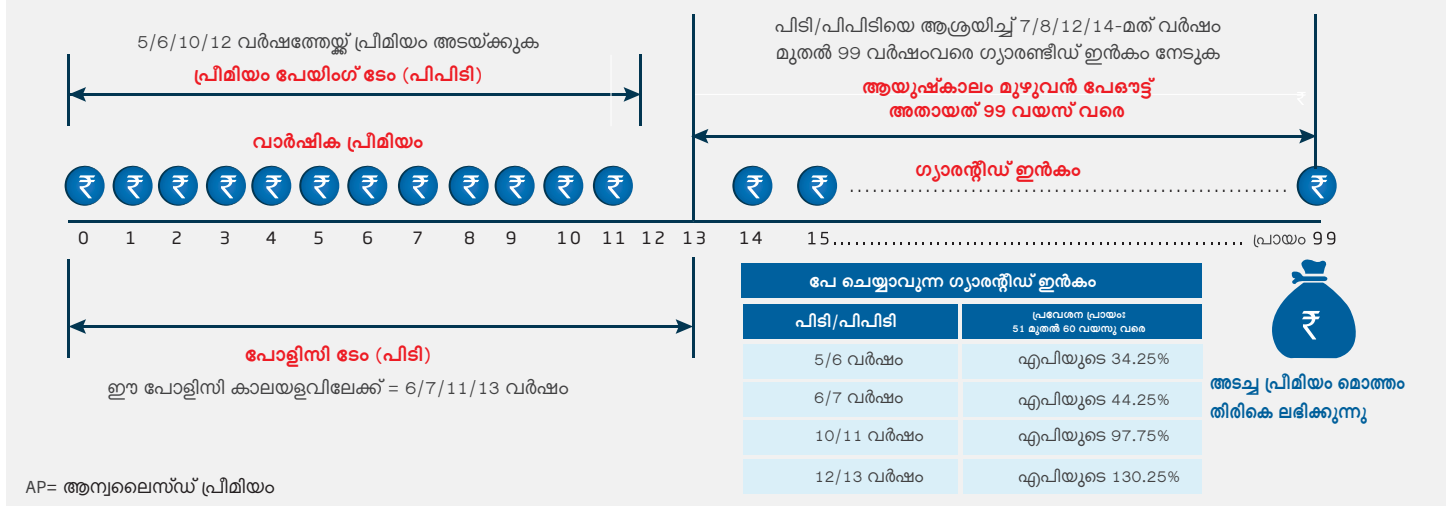 5/6/10/12 വർഷത്തേയ്ക്ക് പ്രീമിയം അടയ്ക്കുക
പ്രീമിയം പേയിംഗ് ടേം (പിപിടി)
പിടി/പിപിടിയെ ആശ്രയിച്ച് 7/8/12/14-മത് വർഷം
മുതൽ 99 വർഷംവരെ ഗ്യാരണ്ടീഡ് ഇൻകം നേടുക
ആയുഷ്കാലം മുഴുവൻ പേഔട്ട്
അതായത് 99 വയസ് വരെ
വാർഷിക പ്രീമിയം
ഗ്യാരന്റീഡ് ഇൻകം
₹ ₹ ₹ ₹ ₹ ₹ ₹ ₹ ₹ ₹ ₹ ₹ ₹ ₹ ........................ ₹
0 1 2 3 4 5 6 7 8 9 10 11 12 13 14 15........................ പ്രായം 99
പോളിസി ടേം (പിടി)
ഈ പോളിസി കാലയളവിലേക്ക് = 6/7/11/13 വർഷം
പേ ചെയ്യാവുന്ന ഗ്യാരന്റീഡ് ഇൻകം
പിടി/പിപിടി
പ്രവേശന പ്രായം:
51 മുതൽ 60 വയസു വരെ
5/6 വർഷം എപിയുടെ 34.25%
6/7 വർഷം എപിയുടെ 44.25%
10/11 വർഷം എപിയുടെ 97.75%
12/13 വർഷം എപിയുടെ 130.25%
₹
അടച്ച പ്രീമിയം മൊത്തം
തിരികെ ലഭിക്കുന്നു
AP= ആന്വലൈസ്ഡ് പ്രീമിയം